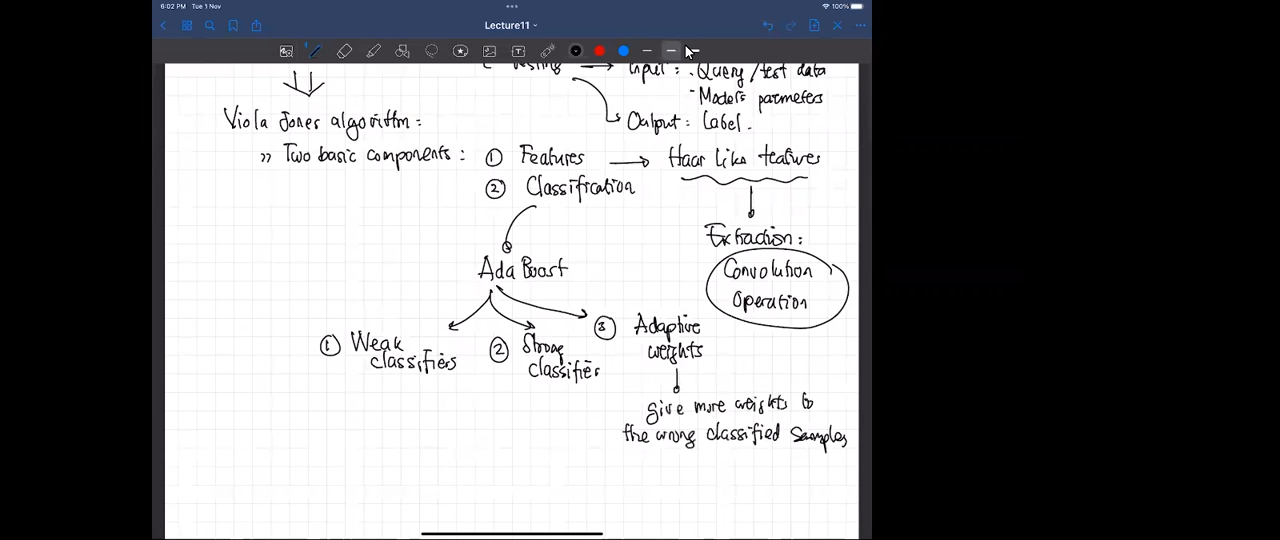 6:02 PM Tue 1 Nov
100%
Lecture11
Testing → Input : · Query/test data
- Models parmeters
Output : Label.
Viola Jones algorithm :
>> Two basic components : ① Features → Haar like features
② Classification
Extraction :
Convolution
Operation
Ada Boost
① Weak
classifiers
② Strong
classifier
③ Adaptive
weights
give more weights to
the wrong classified samples